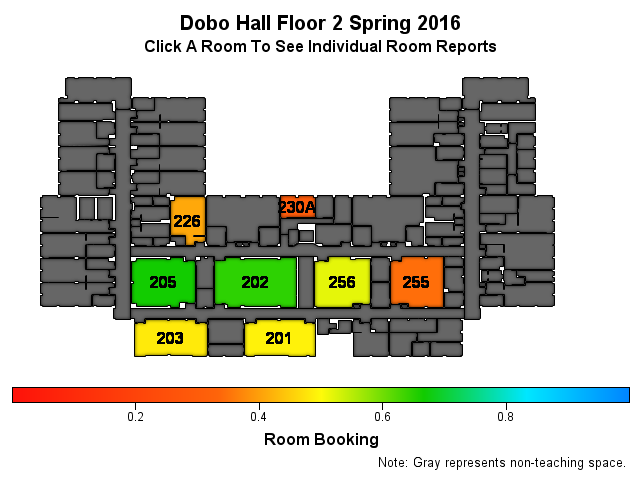 Dobo Hall Floor 2 Spring 2016
Click A Room To See Individual Room Reports
230A
226
205
202
256
255
203
201
0.2
0.4
0.6
0.8
Room Booking
Note: Gray represents non-teaching space.